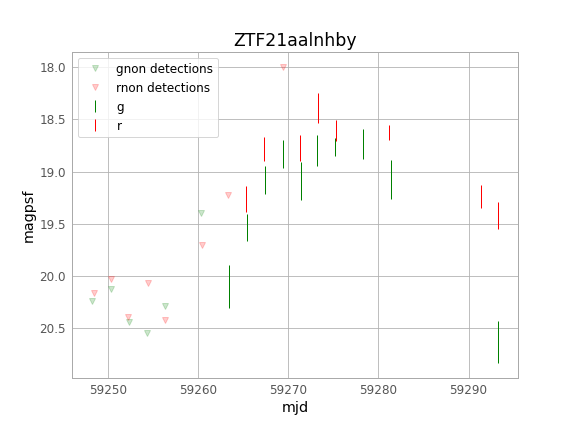 ZTF21aalnhby
gnon detections
rnon detections
g
r
18.0
18.5
19.0
19.5
20.0
20.5
magpsf
59250 59260 59270 59280 59290
mjd